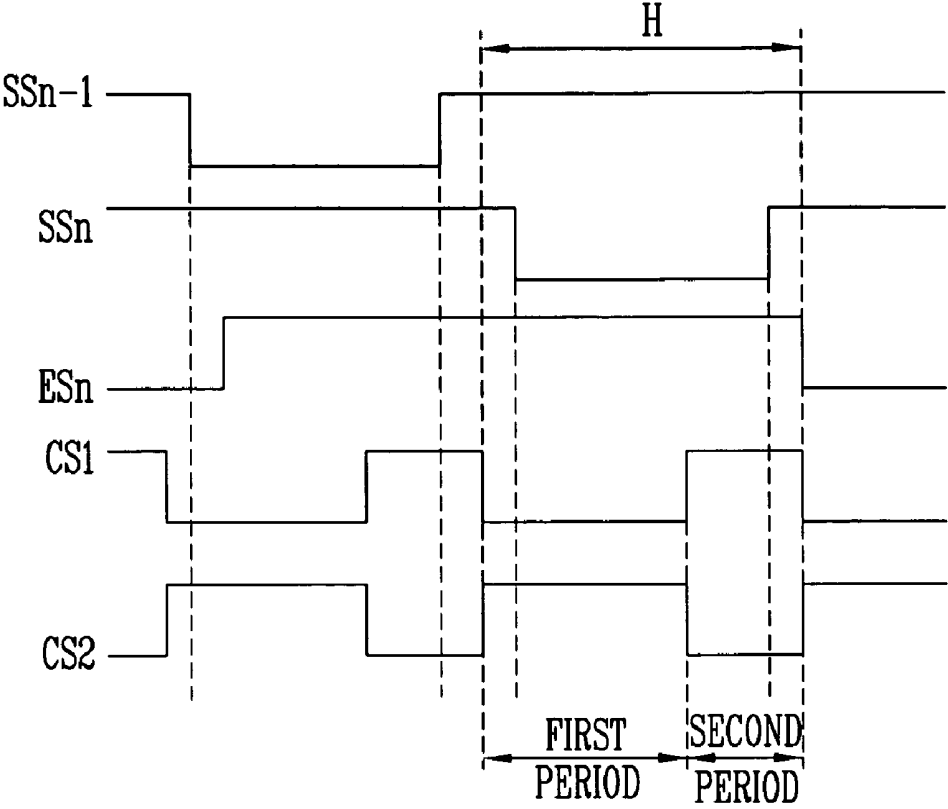 H
SSn-1
SSn
ESn
CS1
CS2
FIRST
PERIOD
SECOND
PERIOD